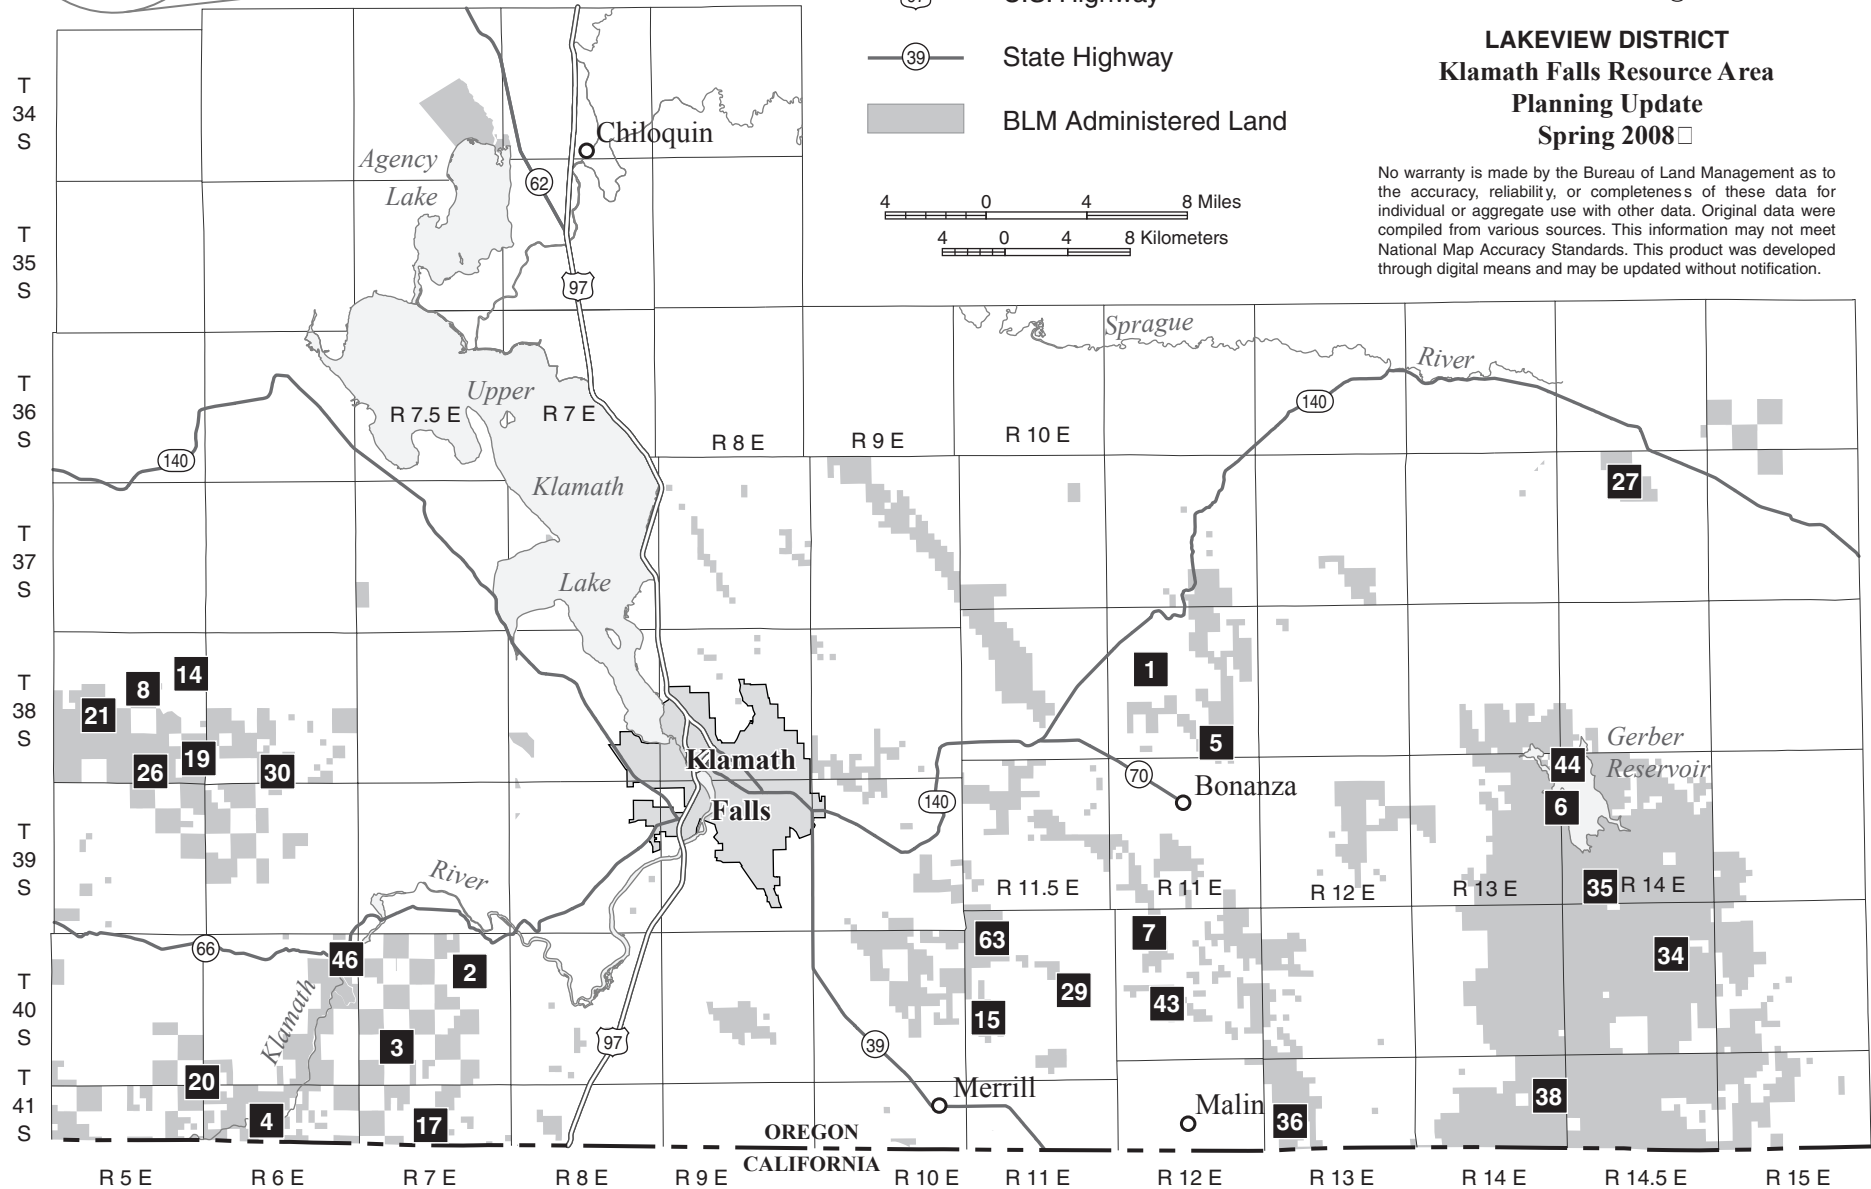 State Highway
39
BLM Administered Land
4 0 4 8 Miles
4 0 4 8 Kilometers
LAKEVIEW DISTRICT
Klamath Falls Resource Area
Planning Update
Spring 2008
No warranty is made by the Bureau of Land Management as to
the accuracy, reliability, or completeness of these data for
individual or aggregate use with other data. Original data were
compiled from various sources. This information may not meet
National Map Accuracy Standards. This product was developed
through digital means and may be updated without notification.
T
34
S
T
35
S
T
36
S
T
37
S
T
38
S
T
39
S
T
40
S
T
41
S
Chiloquin
Agency
Lake
62
97
Sprague
River
140
140
Upper
Klamath
Lake
R 7.5 E
R 7 E
R 8 E
R 9 E
R 10 E
27
14
8
21
19
26
30
1
5
Klamath
Falls
140
70
Bonanza
Gerber
Reservoir
44
6
River
R 11.5 E
R 11 E
R 12 E
R 13 E
35
R 14 E
66
46
2
63
7
34
29
43
15
Klamath
3
97
39
20
4
17
Merrill
Malin
36
38
OREGON
CALIFORNIA
R 5 E
R 6 E
R 7 E
R 8 E
R 9 E
R 10 E
R 11 E
R 12 E
R 13 E
R 14 E
R 14.5 E
R 15 E